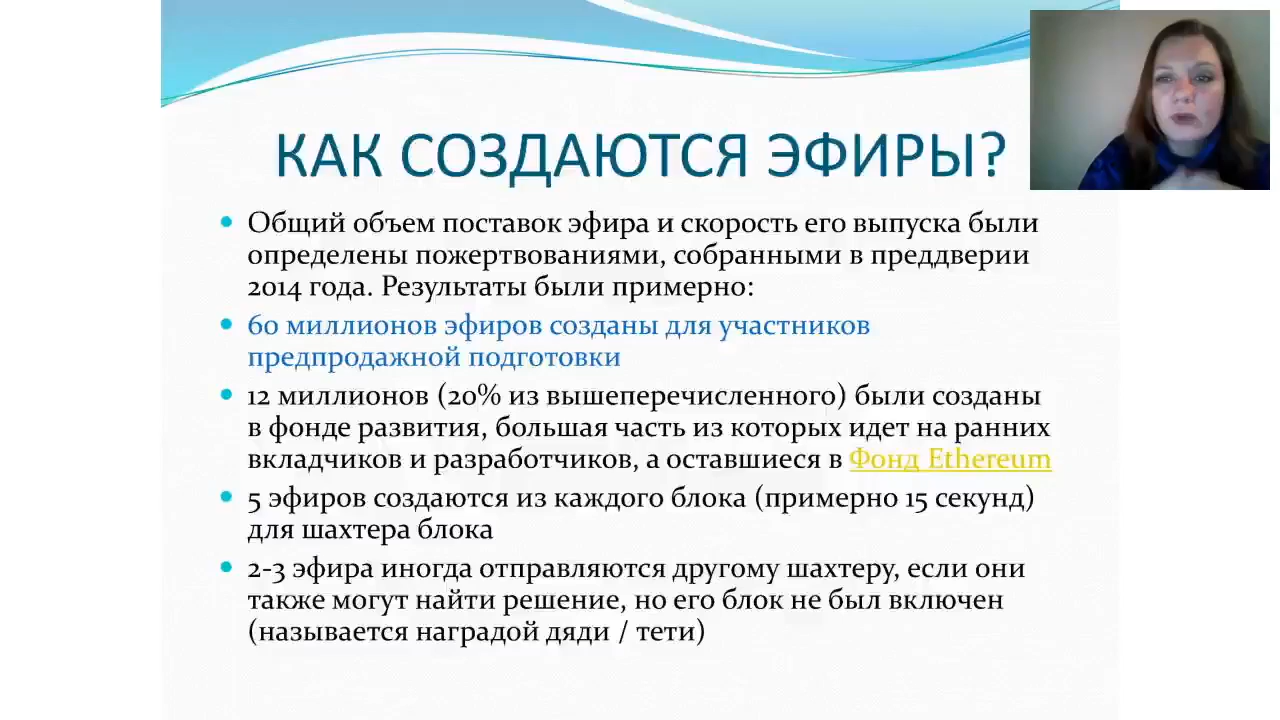 КАК СОЗДАЮТСЯ ЭФИРЫ?
• Общий объем поставок эфира и скорость его выпуска были
определены пожертвованиями, собранными в преддверии
2014 года. Результаты были примерно:
• 60 миллионов эфиров созданы для участников
предпродажной подготовки
• 12 миллионов (20% из вышеперечисленного) были созданы
в фонде развития, большая часть из которых идет на ранних
вкладчиков и разработчиков, а оставшиеся в Фонд Ethereum
• 5 эфиров создаются из каждого блока (примерно 15 секунд)
для шахтера блока
• 2-3 эфира иногда отправляются другому шахтеру, если они
также могут найти решение, но его блок не был включен
(называется наградой дяди / тети)